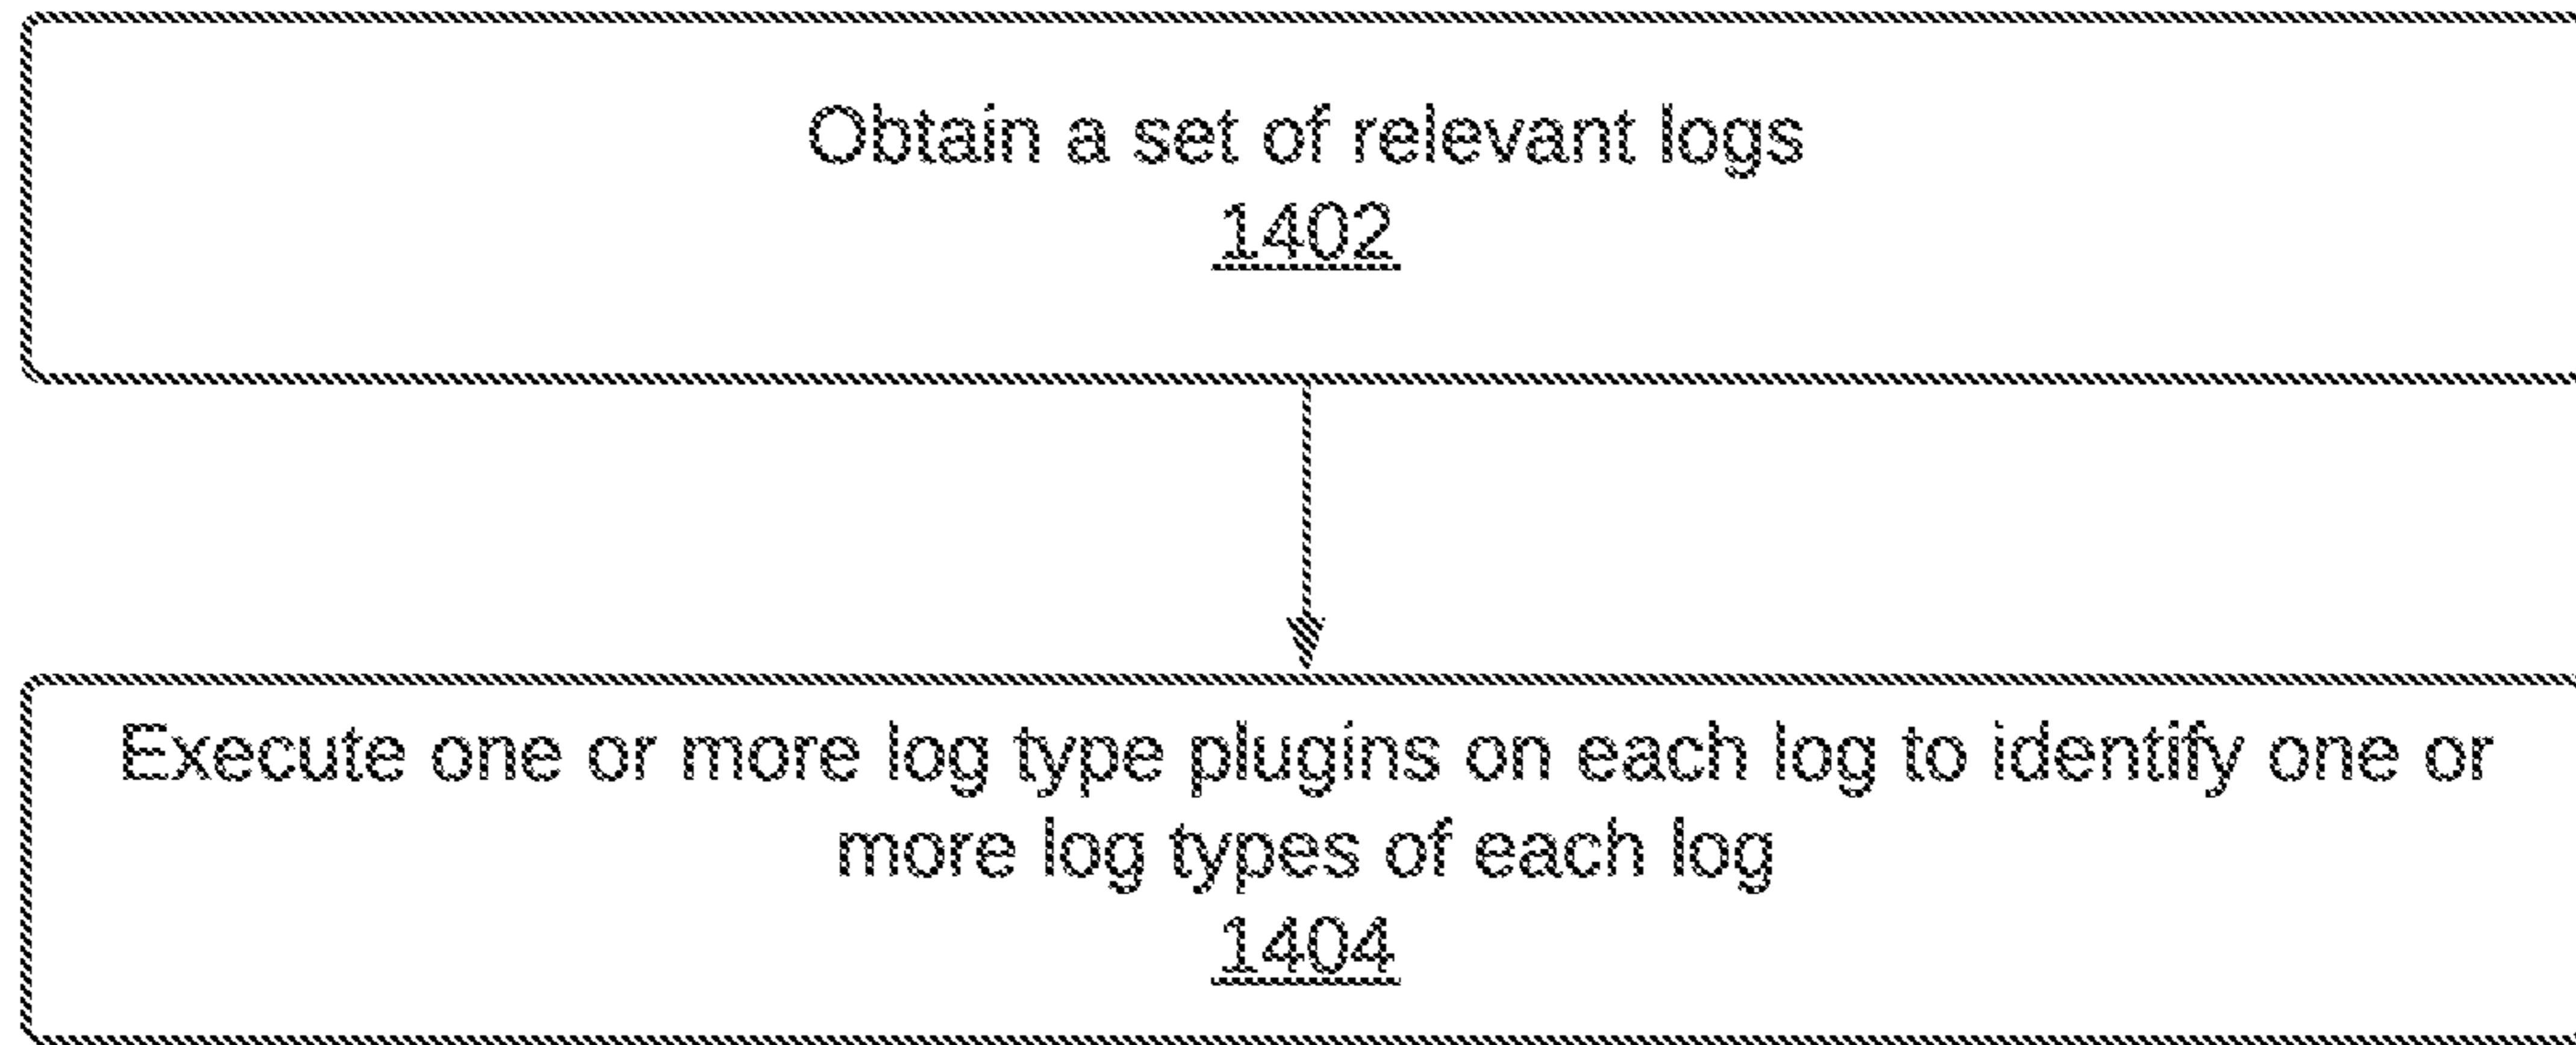 Obtain a set of relevant logs
1402
Execute one or more log type plugins on each log to identify one or
more log types of each log
1404